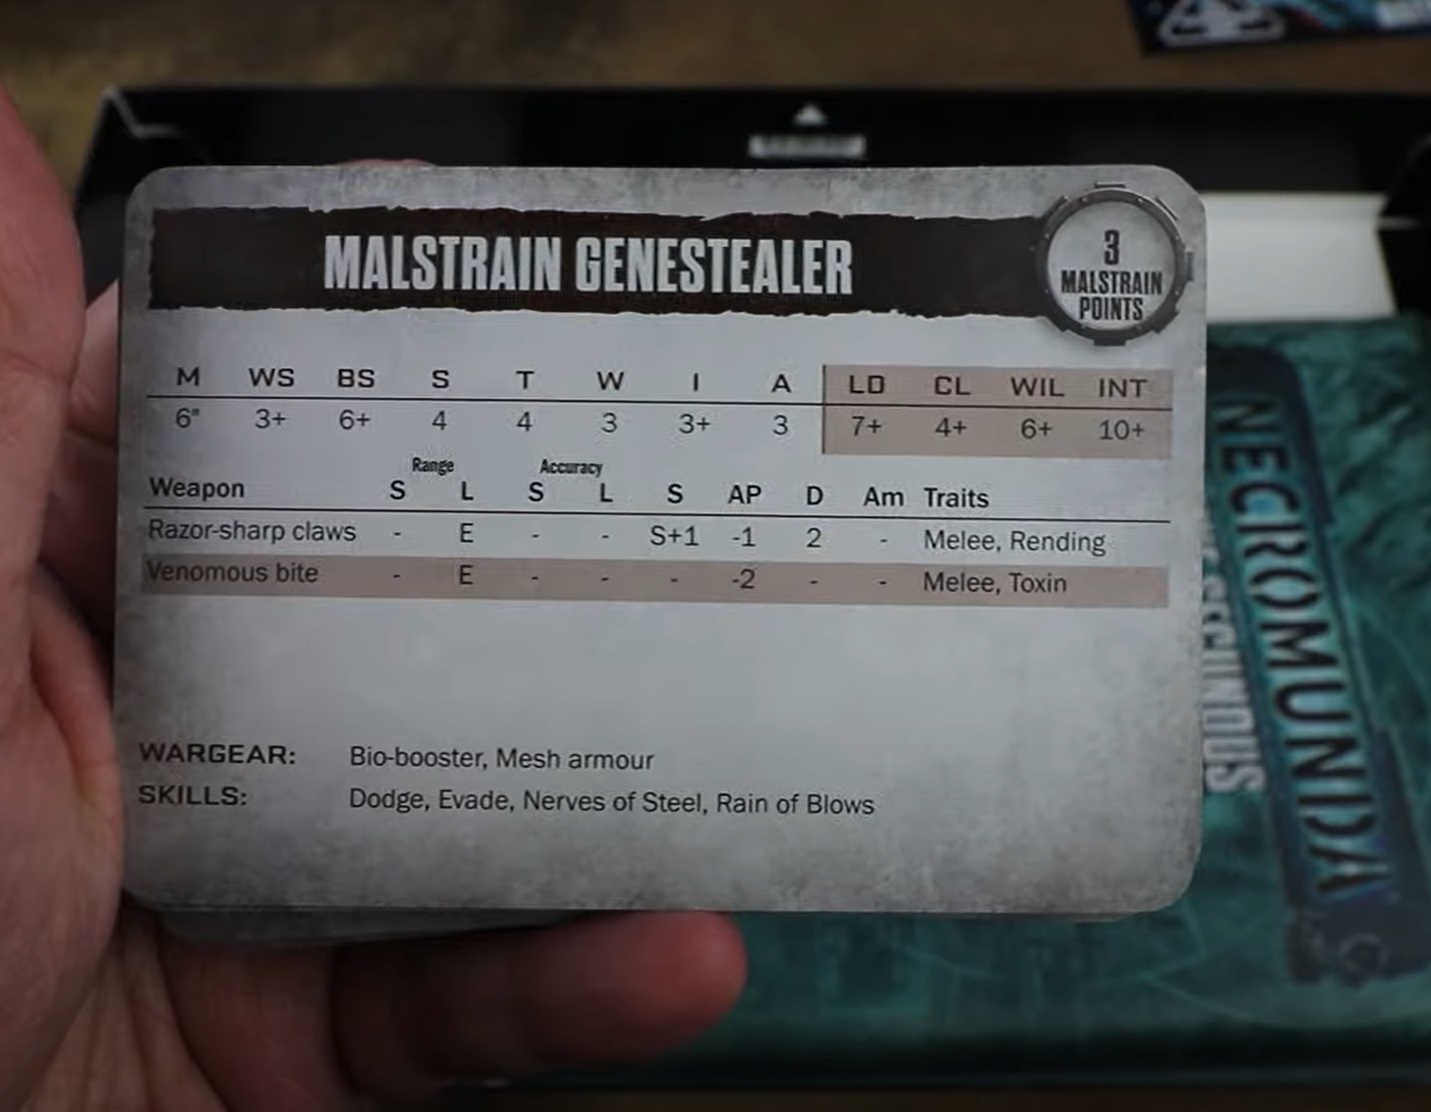 MALSTRAIN GENESTEALER
3
MALSTRAIN
POINTS
M WS BS S T W I A LD CL WIL INT
6" 3+ 6+ 4 4 3 3+ 3 7+ 4+ 6+ 10+
Range Accuracy
Weapon S L S L S AP D Am Traits
Razor-sharp claws - E - - S+1 -1 2 - Melee, Rending
Venomous bite - E - - - -2 - - Melee, Toxin
WARGEAR: Bio-booster, Mesh armour
SKILLS: Dodge, Evade, Nerves of Steel, Rain of Blows
NECROMUNDA
SECUNDUS